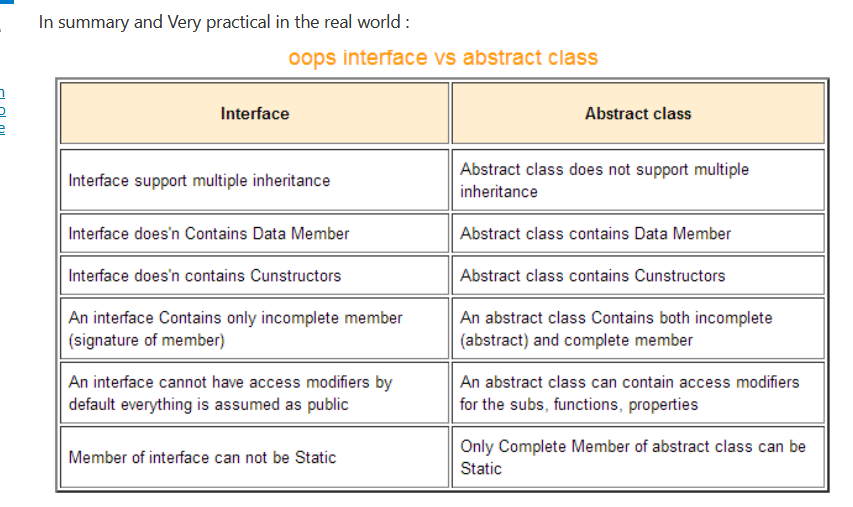 In summary and Very practical in the real world :
oops interface vs abstract class
Interface
Abstract class
Interface support multiple inheritance
Abstract class does not support multiple
inheritance
Interface does'n Contains Data Member
Abstract class contains Data Member
Interface does'n contains Cunstructors
Abstract class contains Cunstructors
An interface Contains only incomplete member
(signature of member)
An abstract class Contains both incomplete
(abstract) and complete member
An interface cannot have access modifiers by
default everything is assumed as public
An abstract class can contain access modifiers
for the subs, functions, properties
Member of interface can not be Static
Only Complete Member of abstract class can be
Static